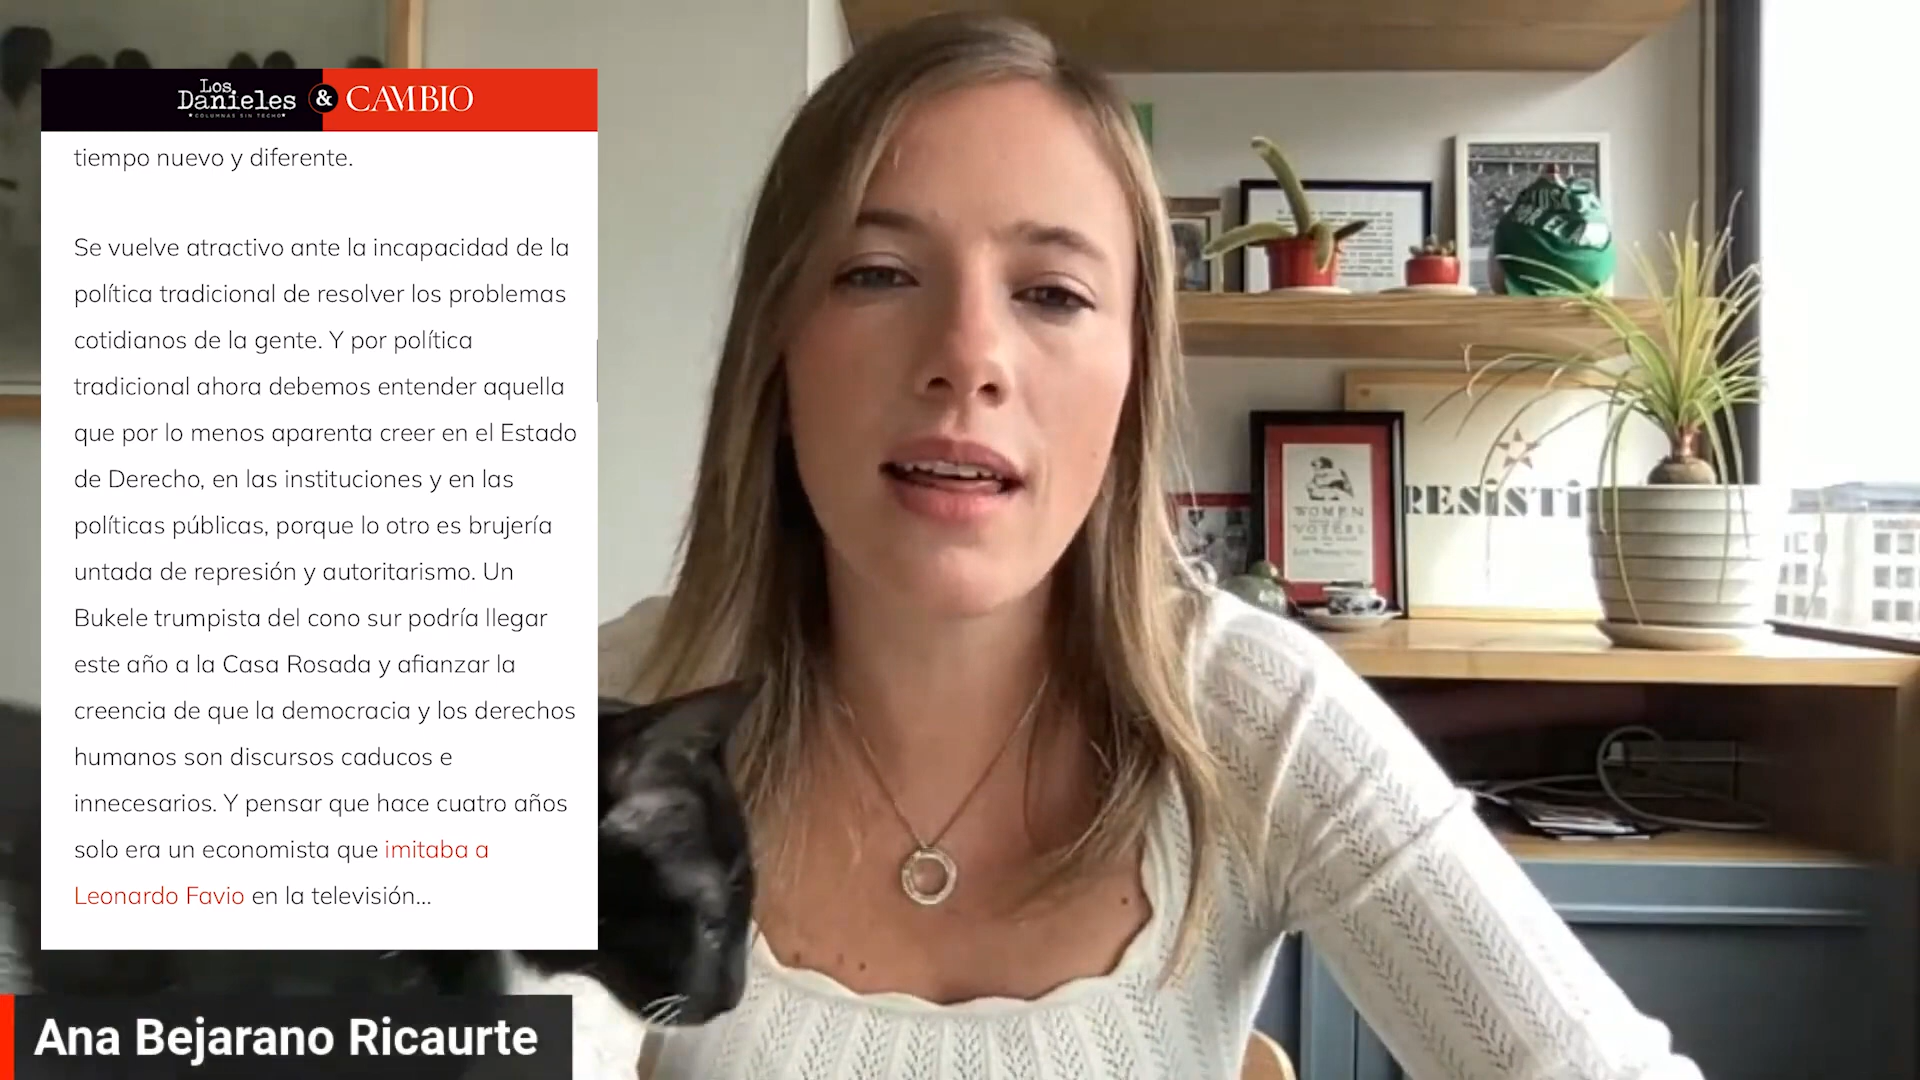 Los
Danieles & CAMBIO
COLUMNAS SIN TECHO
tiempo nuevo y diferente.
Se vuelve atractivo ante la incapacidad de la
política tradicional de resolver los problemas
cotidianos de la gente. Y por política
tradicional ahora debemos entender aquella
que por lo menos aparenta creer en el Estado
de Derecho, en las instituciones y en las
políticas públicas, porque lo otro es brujería
untada de represión y autoritarismo. Un
Bukele trumpista del cono sur podría llegar
este año a la Casa Rosada y afianzar la
creencia de que la democracia y los derechos
humanos son discursos caducos e
innecesarios. Y pensar que hace cuatro años
solo era un economista que imitaba a
Leonardo Favio en la televisión...
Ana Bejarano Ricaurte
WOMEN
VOTERS
RESISTI